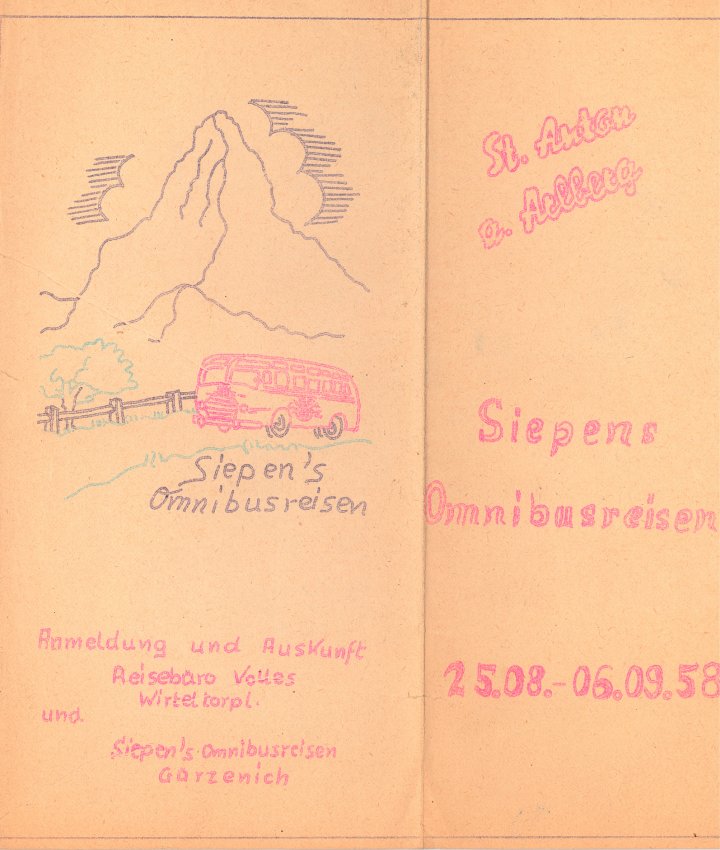 Siepen's
Omnibusreisen
Anmeldung und Auskunft
Reisebüro
Wirteltorpl.
und
Siepen's Omnibusreisen
Gürzenich
St. Anton
a. Arlberg
Siepens
Omnibusreisen
25.08.-06.09.58